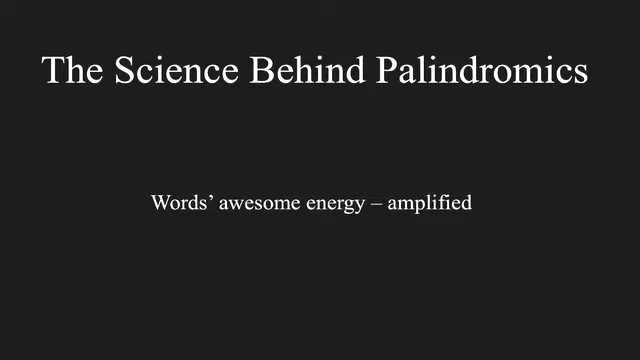 The Science Behind Palindromics
Words’ awesome energy – amplified